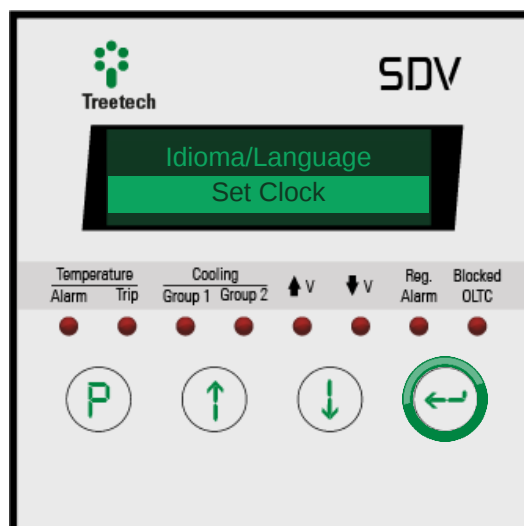 Treetech
SDV
Idioma/Language
Set Clock
Temperature
Alarm Trip
Cooling
Group 1 Group 2
V
V
Reg.
Alarm
Blocked
OLTC
P